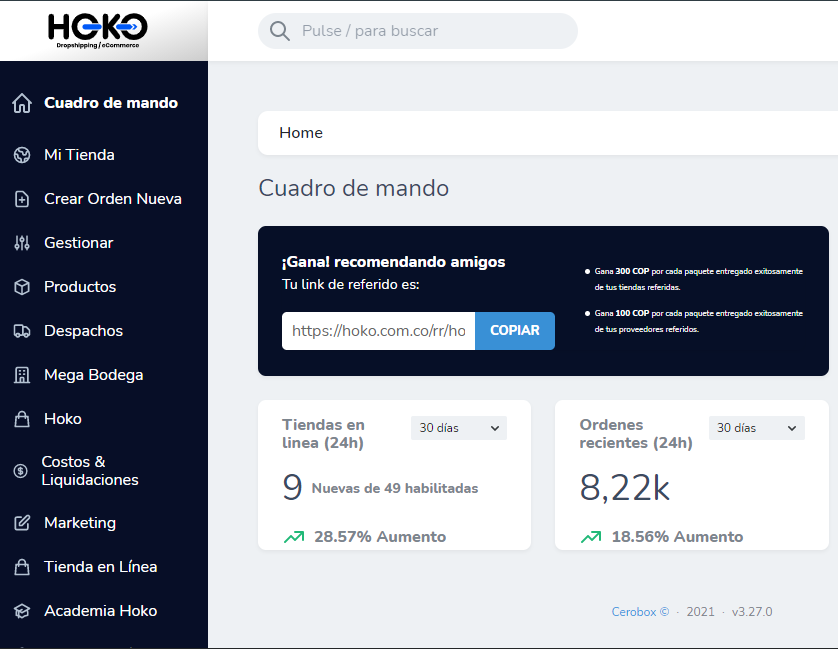 HOKO
Dropshipping / eCommerce
Pulse / para buscar
Cuadro de mando
Mi Tienda
Crear Orden Nueva
Gestionar
Productos
Despachos
Mega Bodega
Hoko
Costos &
Liquidaciones
Marketing
Tienda en Línea
Academia Hoko
Home
Cuadro de mando
¡Gana! recomendando amigos
Tu link de referido es:
https://hoko.com.co/rr/ho
COPIAR
Gana 300 COP por cada paquete entregado exitosamente
de tus tiendas referidas.
Gana 100 COP por cada paquete entregado exitosamente
de tus proveedores referidos.
Tiendas en
linea (24h)
30 días
9 Nuevas de 49 habilitadas
28.57% Aumento
Ordenes
recientes (24h)
30 días
8,22k
18.56% Aumento
Cerobox © · 2021 · v3.27.0